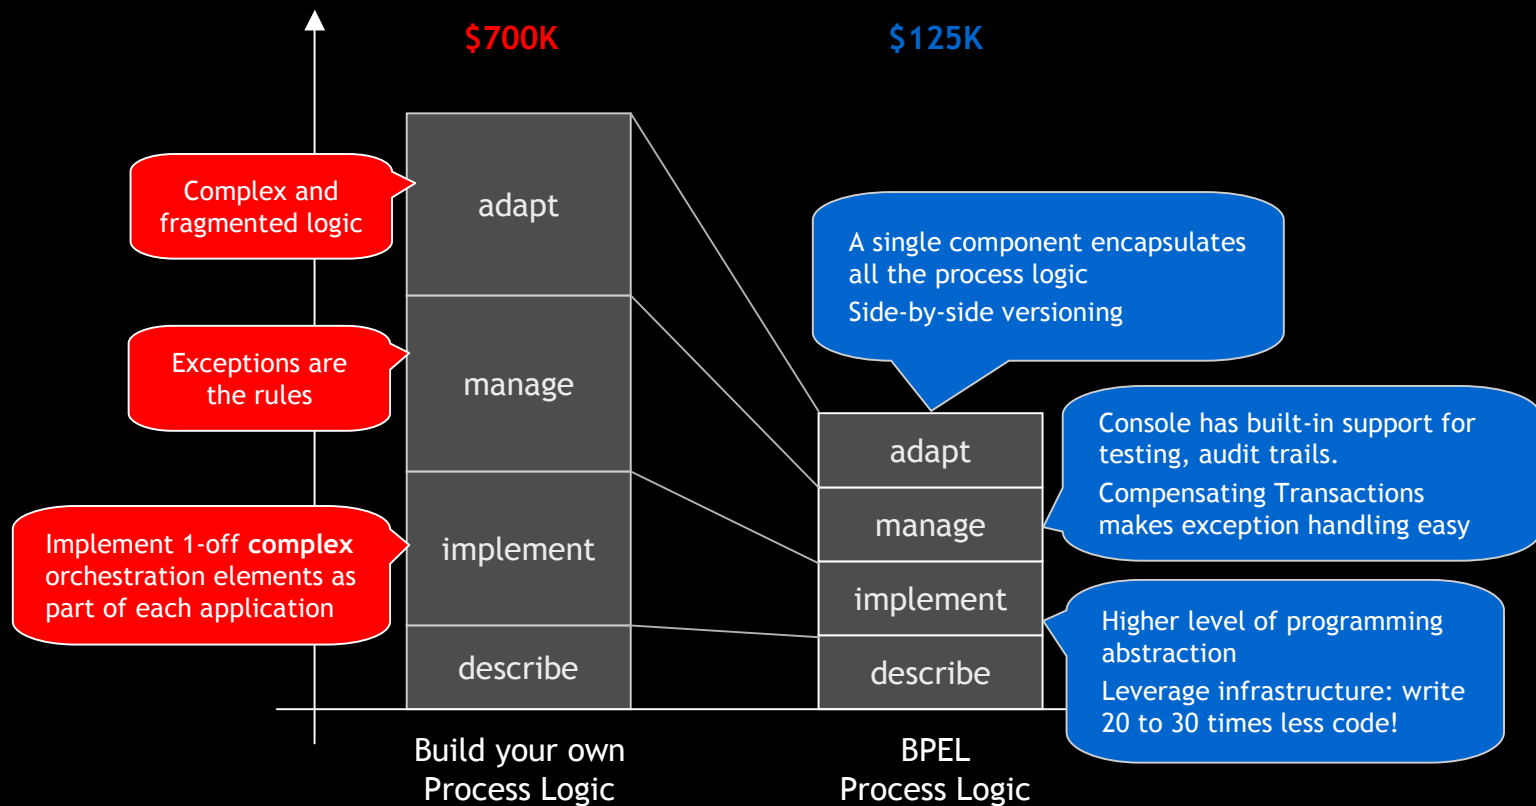 $700K
$125K
Complex and
fragmented logic
Exceptions are
the rules
Implement 1-off complex
orchestration elements as
part of each application
adapt
manage
implement
describe
Build your own
Process Logic
A single component encapsulates
all the process logic
Side-by-side versioning
adapt
manage
implement
describe
BPEL
Process Logic
Console has built-in support for
testing, audit trails.
Compensating Transactions
makes exception handling easy
Higher level of programming
abstraction
Leverage infrastructure: write
20 to 30 times less code!